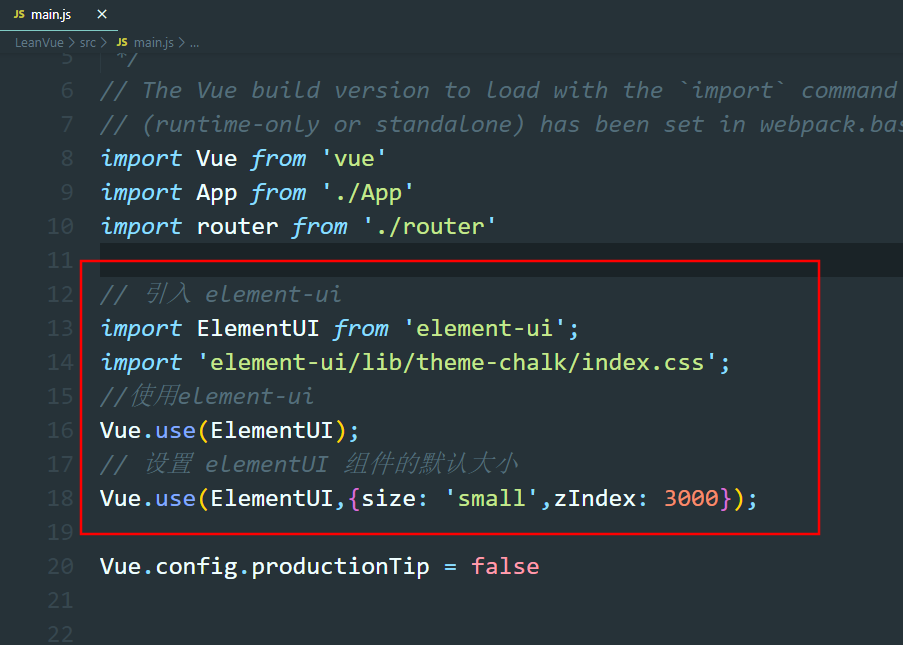 JS main.js ×
LeanVue > src > JS main.js > ...
5 */
6 // The Vue build version to load with the `import` command
7 // (runtime-only or standalone) has been set in webpack.bas
8 import Vue from 'vue'
9 import App from './App'
10 import router from './router'
11
12 // 引入 element-ui
13 import ElementUI from 'element-ui';
14 import 'element-ui/lib/theme-chalk/index.css';
15 //使用element-ui
16 Vue.use(ElementUI);
17 // 设置 elementUI 组件的默认大小
18 Vue.use(ElementUI,{size: 'small',zIndex: 3000});
19
20 Vue.config.productionTip = false
21
22